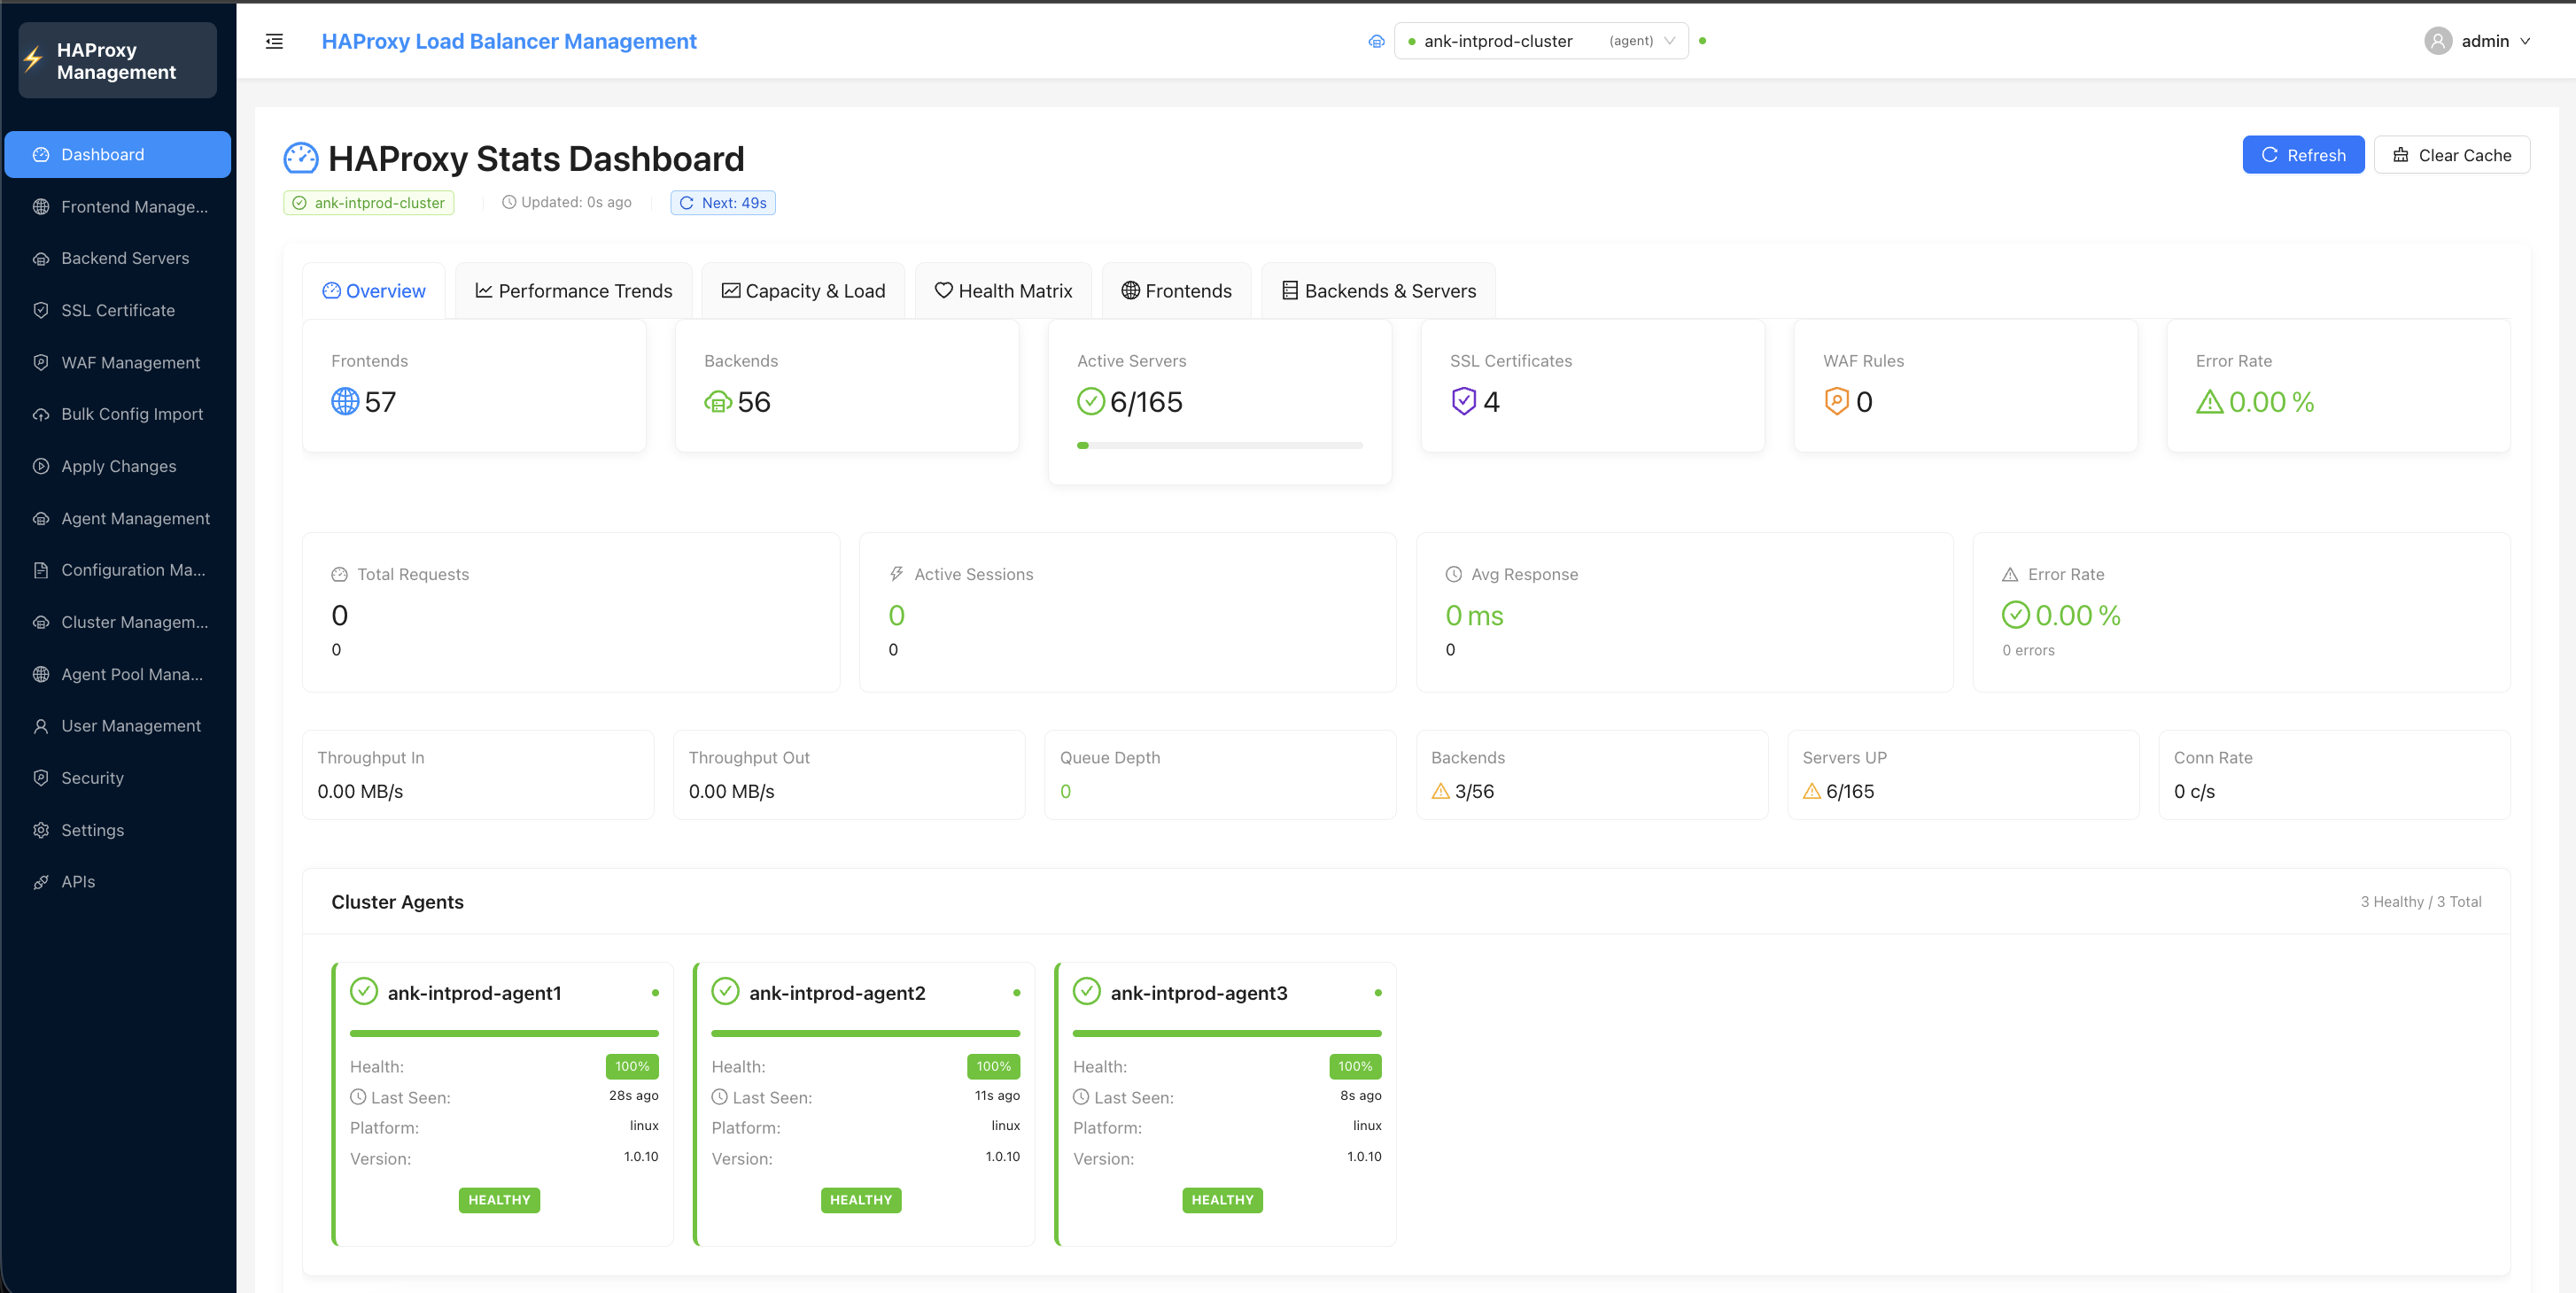 HAProxy
Management
HAProxy Load Balancer Management
ank-intprod-cluster (agent)
admin
Dashboard
Frontend Manage...
Backend Servers
SSL Certificate
WAF Management
Bulk Config Import
Apply Changes
Agent Management
Configuration Ma...
Cluster Managem...
Agent Pool Mana...
User Management
Security
Settings
APIs
HAProxy Stats Dashboard
Refresh
Clear Cache
ank-intprod-cluster
Updated: 0s ago
Next: 49s
Overview
Performance Trends
Capacity & Load
Health Matrix
Frontends
Backends & Servers
Frontends
57
Backends
56
Active Servers
6/165
SSL Certificates
4
WAF Rules
0
Error Rate
0.00 %
Total Requests
0
0
Active Sessions
0
0
Avg Response
0 ms
0
Error Rate
0.00 %
0 errors
Throughput In
0.00 MB/s
Throughput Out
0.00 MB/s
Queue Depth
0
Backends
3/56
Servers UP
6/165
Conn Rate
0 c/s
Cluster Agents
3 Healthy / 3 Total
ank-intprod-agent1
Health: 100%
Last Seen: 28s ago
Platform: linux
Version: 1.0.10
HEALTHY
ank-intprod-agent2
Health: 100%
Last Seen: 11s ago
Platform: linux
Version: 1.0.10
HEALTHY
ank-intprod-agent3
Health: 100%
Last Seen: 8s ago
Platform: linux
Version: 1.0.10
HEALTHY